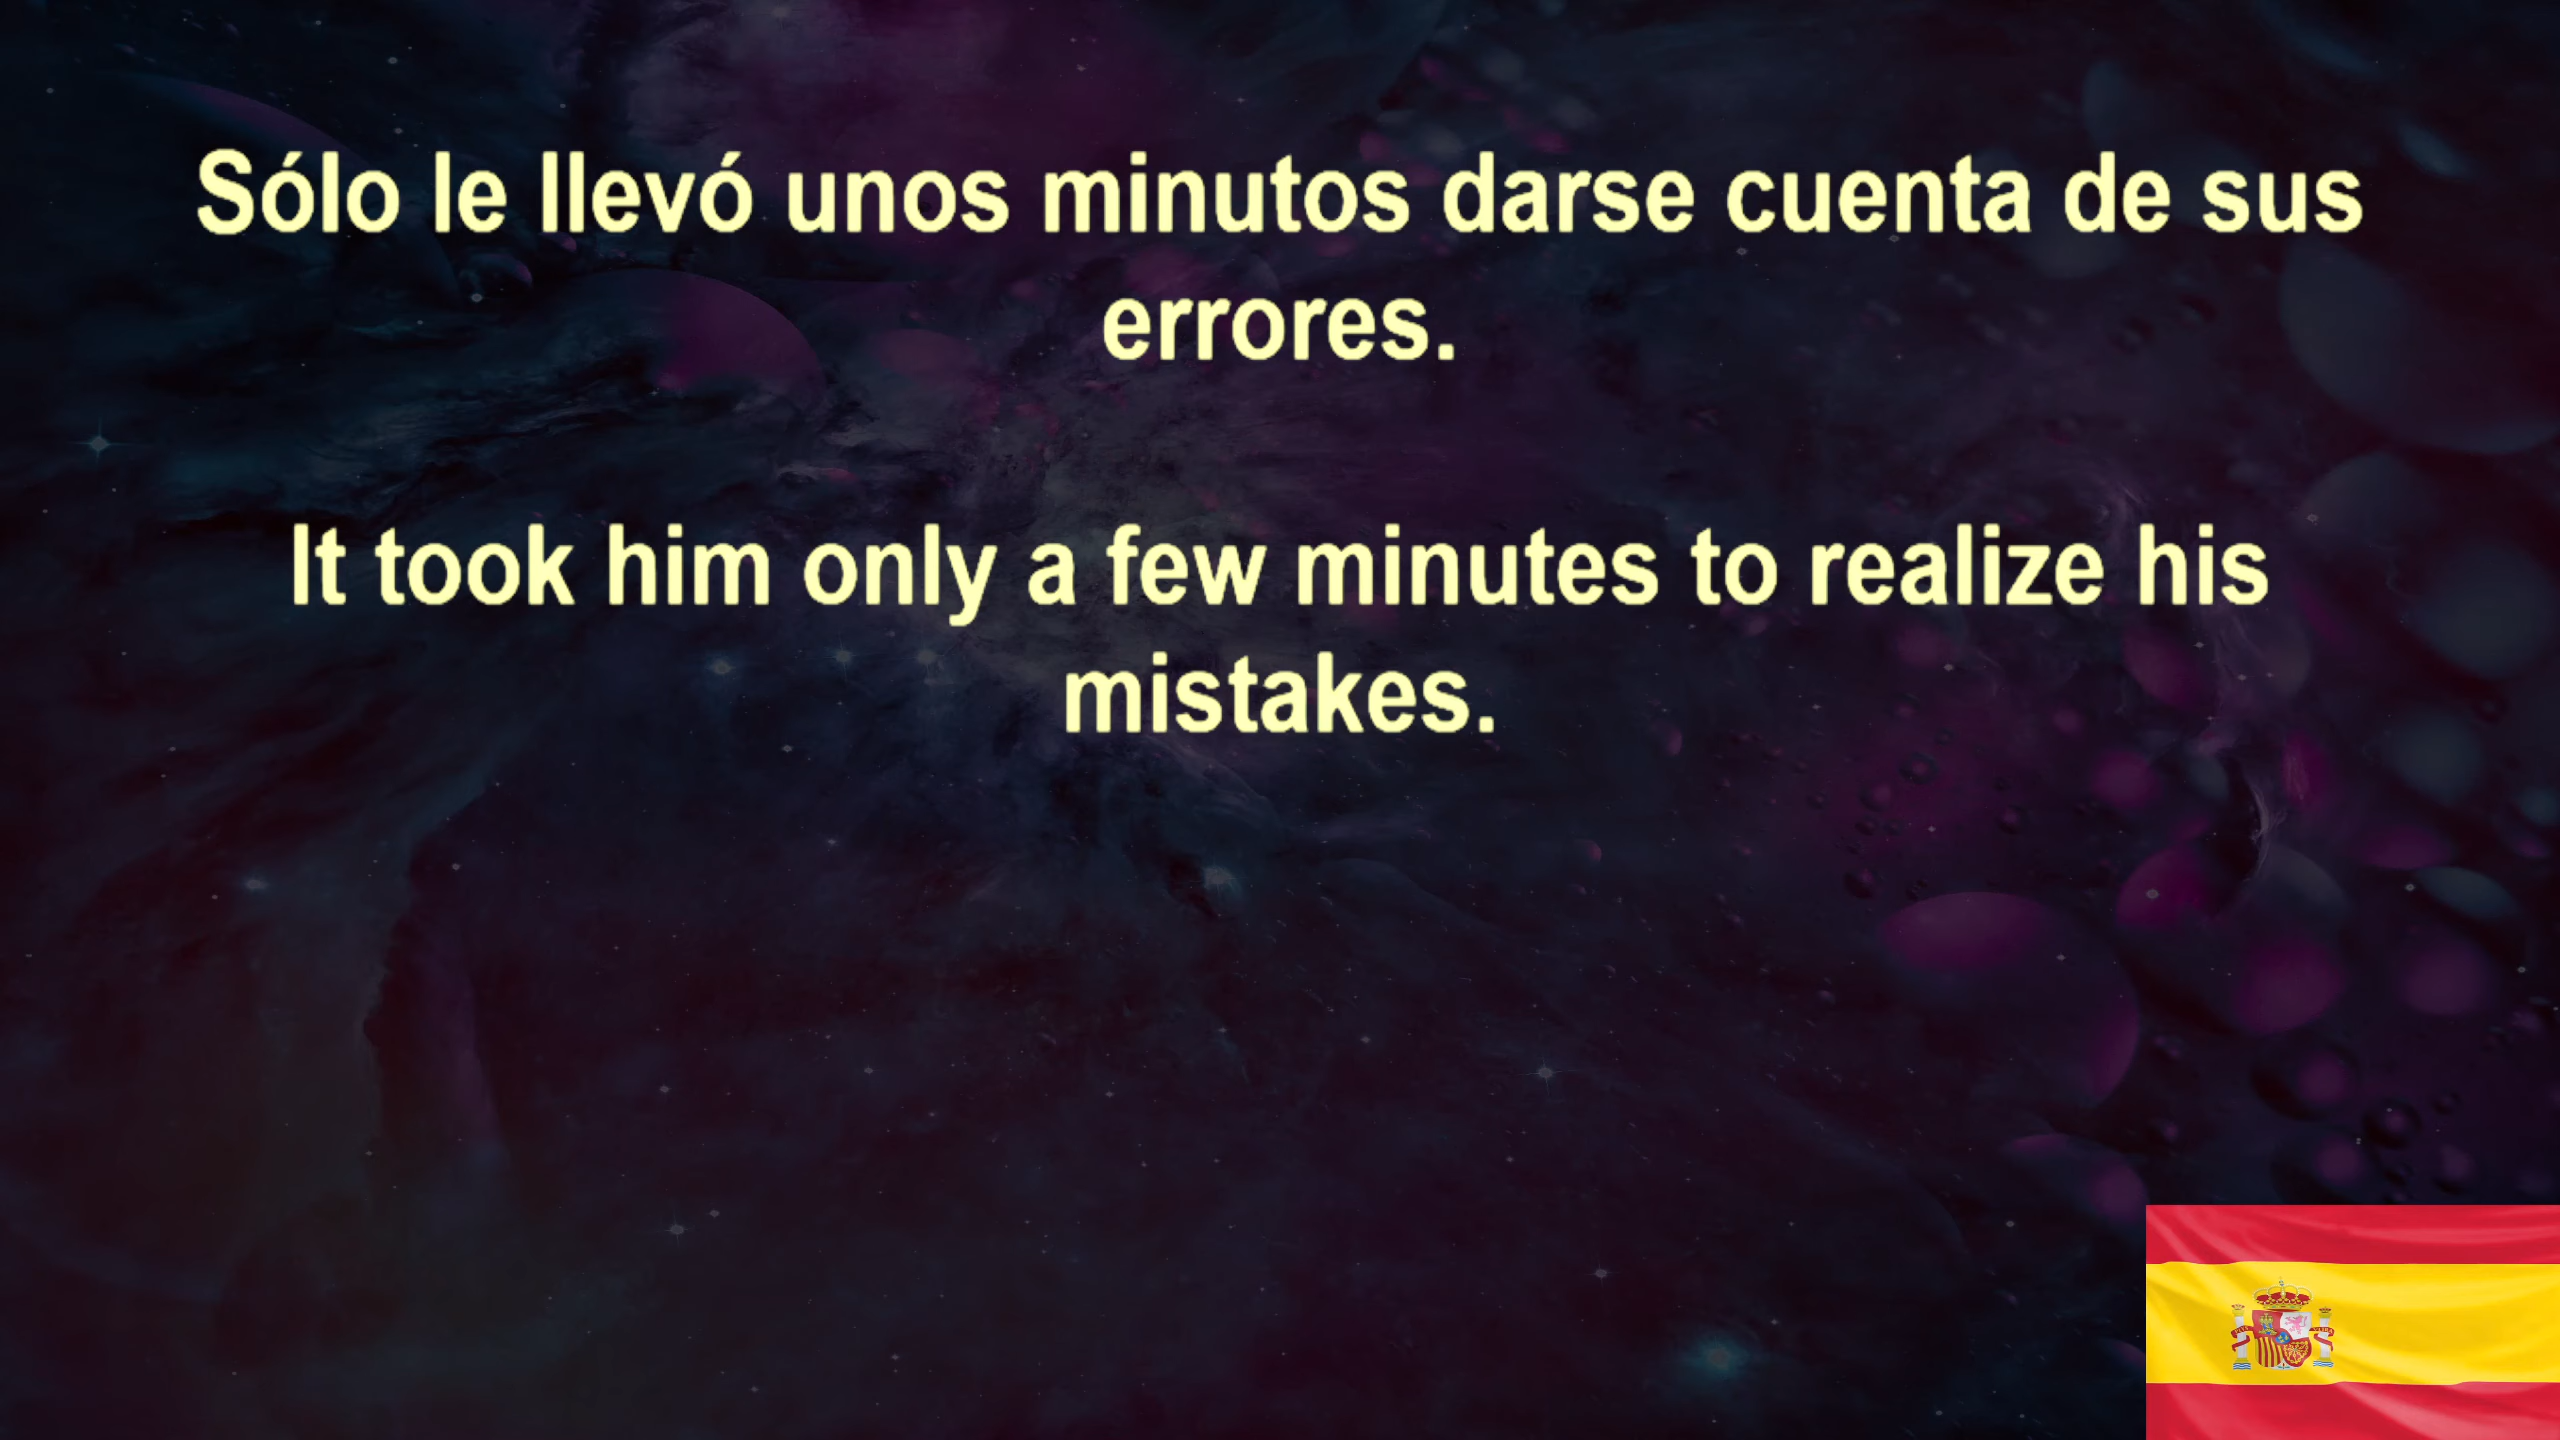 Sólo le llevó unos minutos darse cuenta de sus
errores.
It took him only a few minutes to realize his
mistakes.